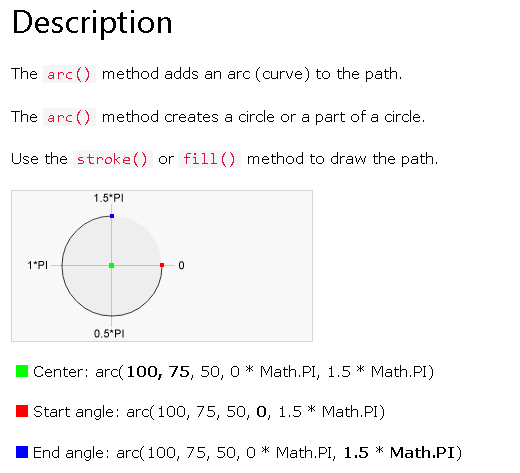 Description
The arc() method adds an arc (curve) to the path.
The arc() method creates a circle or a part of a circle.
Use the stroke() or fill() method to draw the path.
1.5*PI
1*PI
0
0.5*PI
Center: arc(100, 75, 50, 0 * Math.PI, 1.5 * Math.PI)
Start angle: arc(100, 75, 50, 0, 1.5 * Math.PI)
End angle: arc(100, 75, 50, 0 * Math.PI, 1.5 * Math.PI)